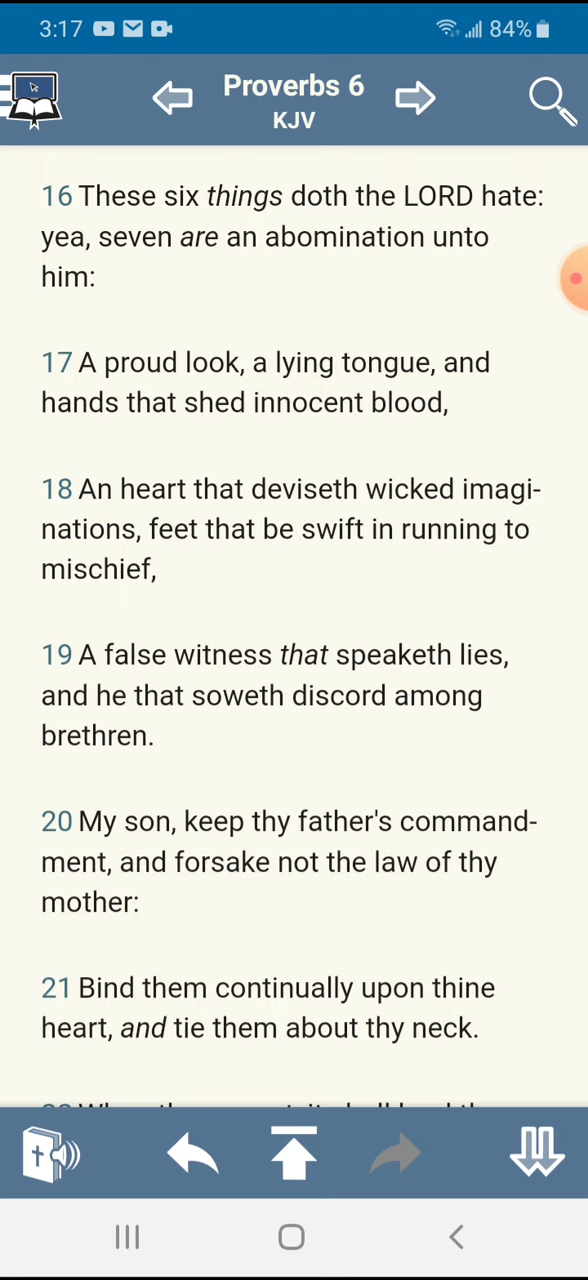 3:17
84%
Proverbs 6
KJV
16 These six things doth the LORD hate:
yea, seven are an abomination unto
him:
17 A proud look, a lying tongue, and
hands that shed innocent blood,
18 An heart that deviseth wicked imagi-
nations, feet that be swift in running to
mischief,
19 A false witness that speaketh lies,
and he that soweth discord among
brethren.
20 My son, keep thy father's command-
ment, and forsake not the law of thy
mother:
21 Bind them continually upon thine
heart, and tie them about thy neck.